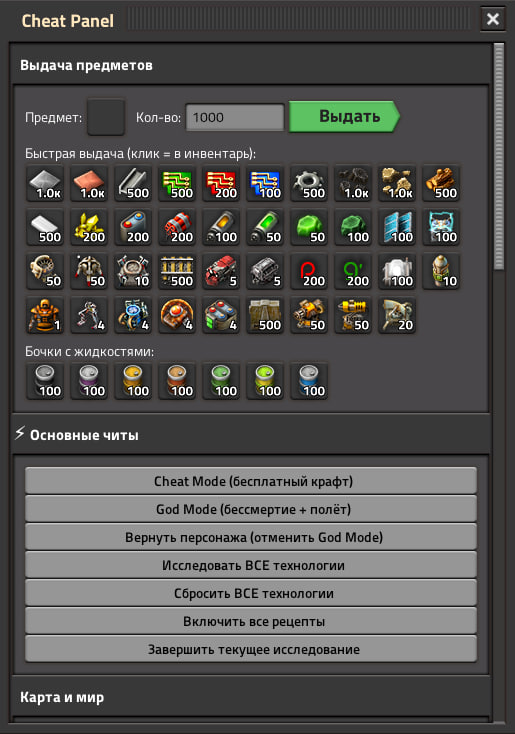 Cheat Panel
Выдача предметов
Предмет: Кол-во: 1000 Выдать
Быстрая выдача (клик = в инвентарь):
1.0к 1.0к 500 500 200 100 500 1.0к 1.0к 500
500 200 200 200 100 50 50 100 100 100
50 50 10 500 5 5 200 200 100 10
1 4 4 4 4 500 50 50 20
Бочки с жидкостями:
100 100 100 100 100 100 100
⚡ Основные читы
Cheat Mode (бесплатный крафт)
God Mode (бессмертие + полёт)
Вернуть персонажа (отменить God Mode)
Исследовать ВСЕ технологии
Сбросить ВСЕ технологии
Включить все рецепты
Завершить текущее исследование
Карта и мир